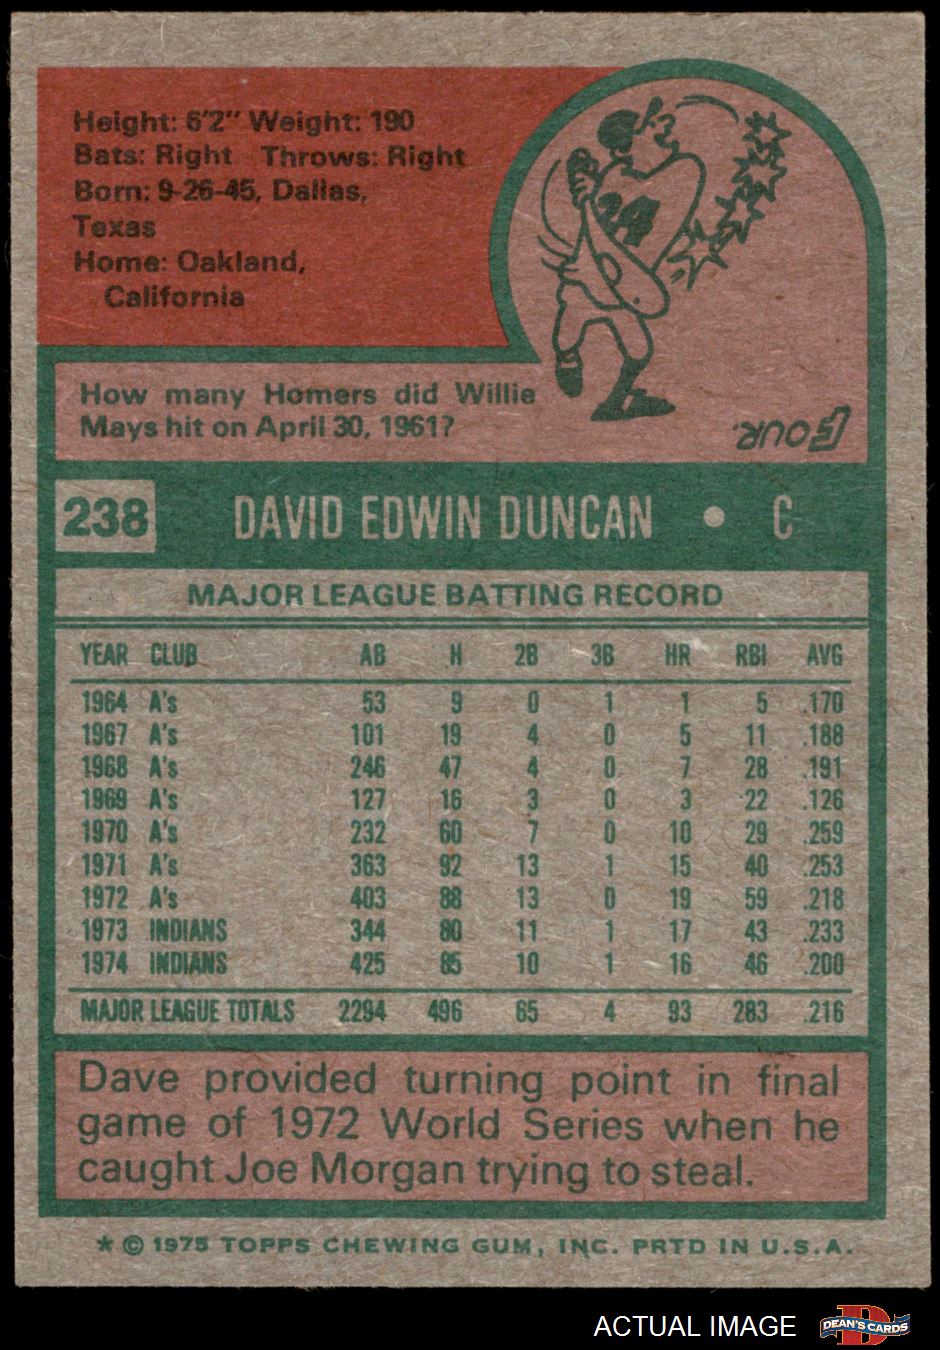 Height: 6'2" Weight: 190
Bats: Right Throws: Right
Born: 9-26-45, Dallas,
Texas
Home: Oakland,
California
24
How many Homers did Willie
Mays hit on April 30, 1961?
FOUR.
238 DAVID EDWIN DUNCAN • C
MAJOR LEAGUE BATTING RECORD
YEAR CLUB AB H 2B 3B HR RBI AVG
1964 A's 53 9 0 1 1 5 .170
1967 A's 101 19 4 0 5 11 .188
1968 A's 246 47 4 0 7 28 .191
1969 A's 127 16 3 0 3 22 .126
1970 A's 232 60 7 0 10 29 .259
1971 A's 363 92 13 1 15 40 .253
1972 A's 403 88 13 0 19 59 .218
1973 INDIANS 344 80 11 1 17 43 .233
1974 INDIANS 425 85 10 1 16 46 .200
MAJOR LEAGUE TOTALS 2294 496 65 4 93 283 .216
Dave provided turning point in final
game of 1972 World Series when he
caught Joe Morgan trying to steal.
* © 1975 TOPPS CHEWING GUM, INC. PRTD IN U.S.A.
ACTUAL IMAGE
D
DEAN'S CARDS